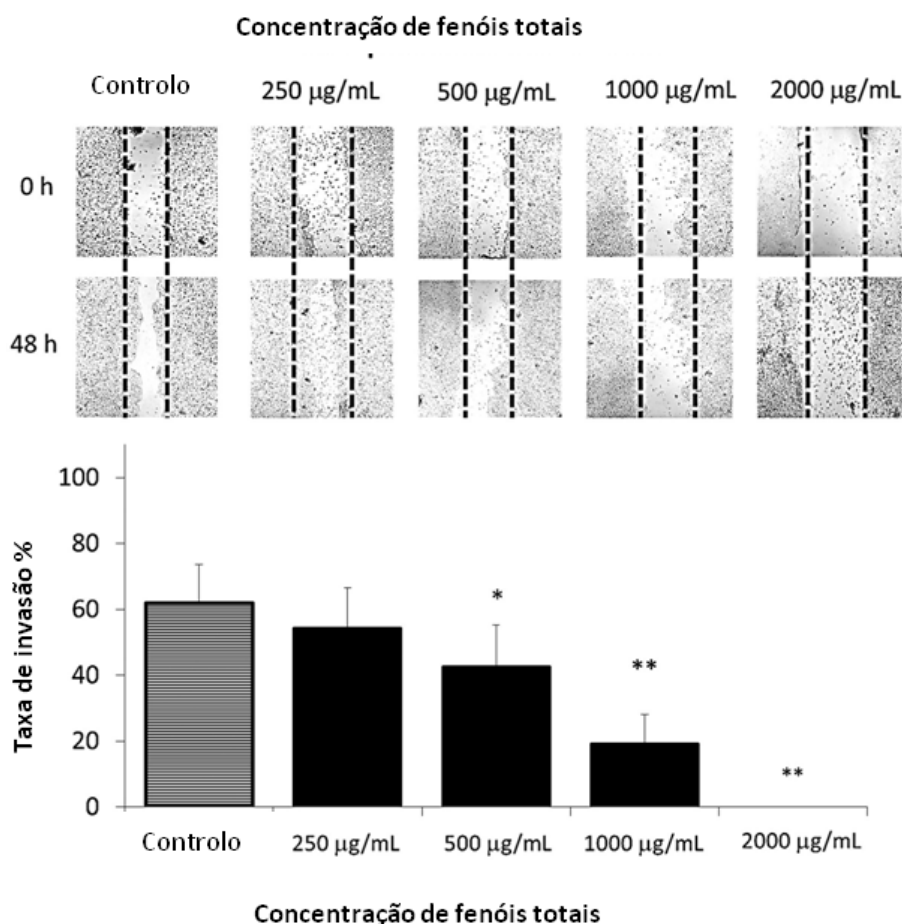 Concentração de fenóis totais
Controlo 250 µg/mL 500 µg/mL 1000 µg/mL 2000 µg/mL
0 h
48 h
100
80
60
40
20
0
Taxa de invasão %
*
**
**
Controlo 250 µg/mL 500 µg/mL 1000 µg/mL 2000 µg/mL
Concentração de fenóis totais